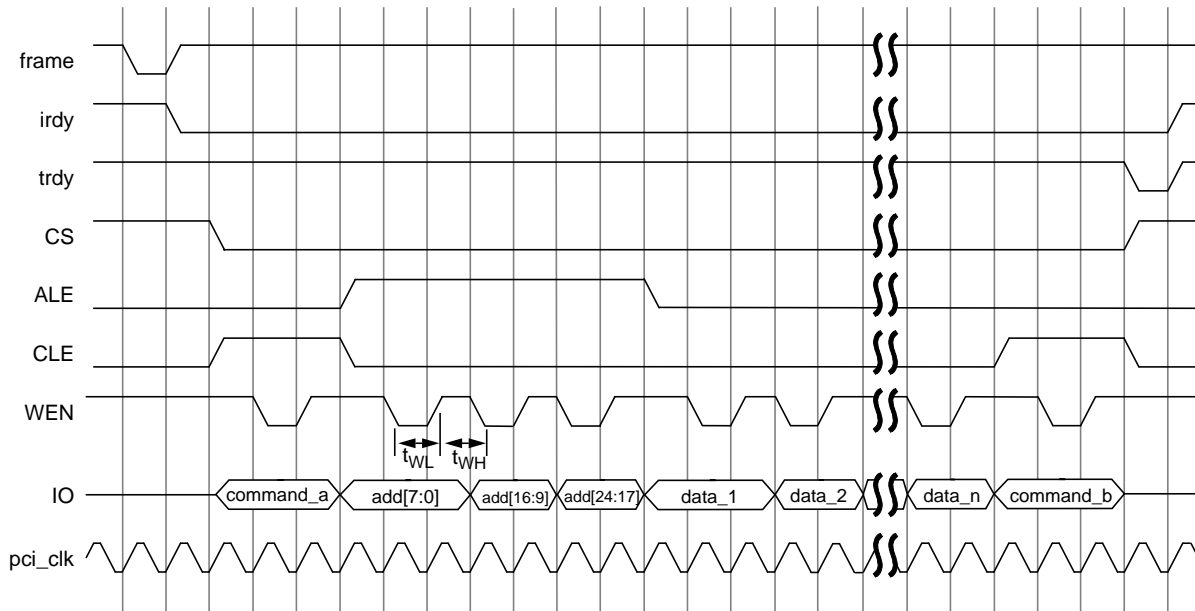 frame
irdy
trdy
CS
ALE
CLE
WEN
tWL tWH
IO command_a add[7:0] add[16:9] add[24:17] data_1 data_2 data_n command_b
pci_clk